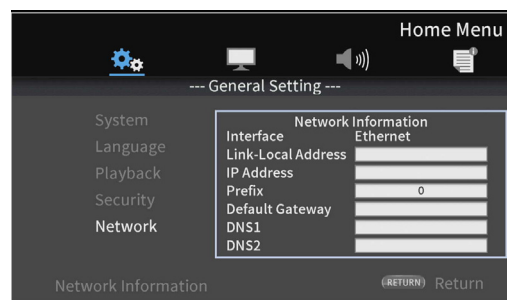 Home Menu
--- General Setting ---
System
Language
Playback
Security
Network
Network Information
Interface Ethernet
Link-Local Address
IP Address
Prefix 0
Default Gateway
DNS1
DNS2
Network Information
RETURN Return